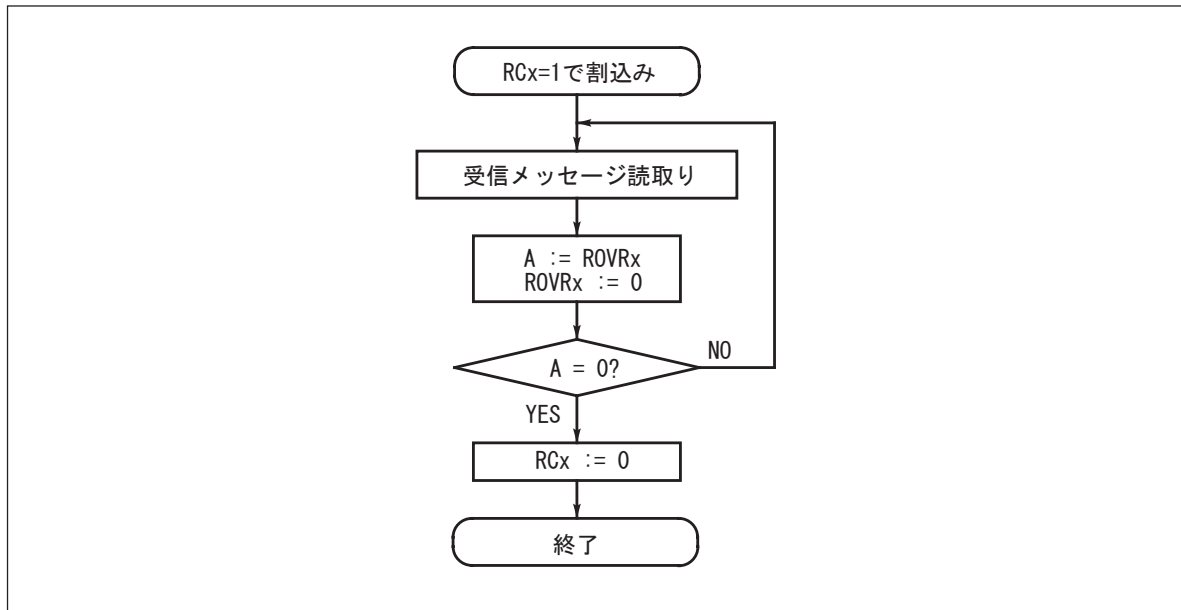 RCx=1で割込み
受信メッセージ読取り
A := ROVRx
ROVRx := 0
A = 0?
NO
YES
RCx := 0
終了